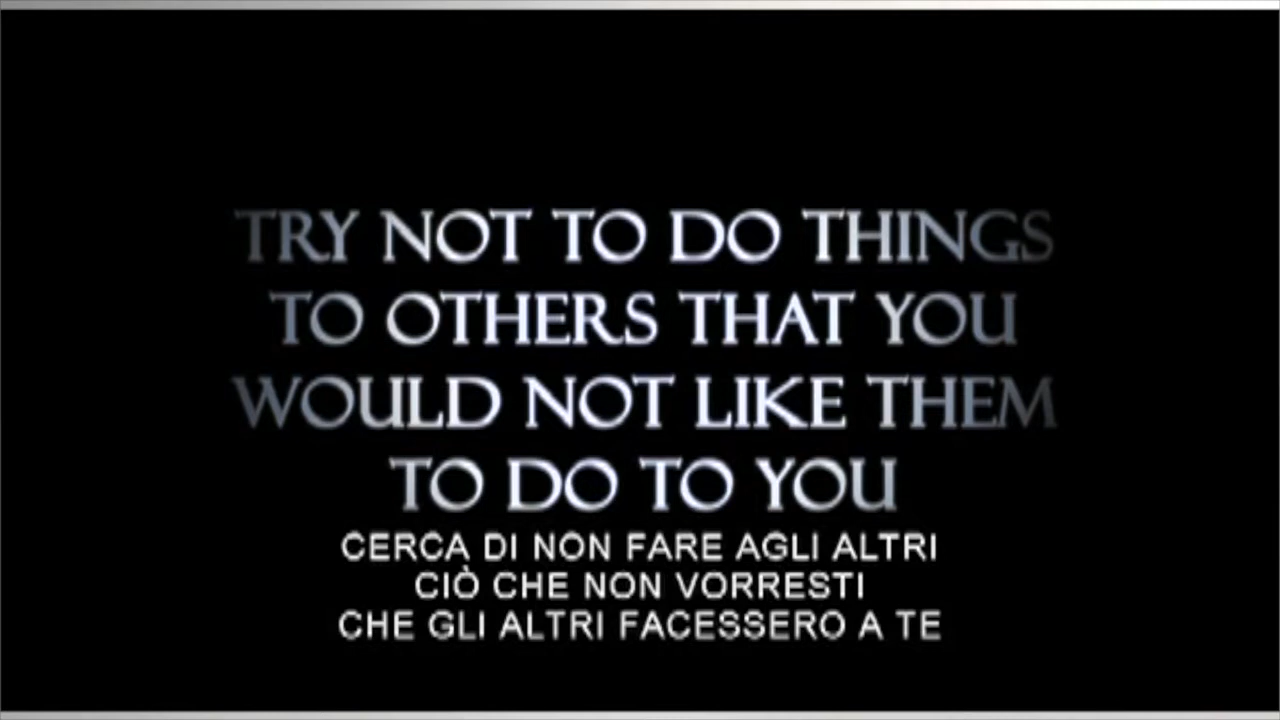 TRY NOT TO DO THINGS
TO OTHERS THAT YOU
WOULD NOT LIKE THEM
TO DO TO YOU
CERCA DI NON FARE AGLI ALTRI
CIÒ CHE NON VORRESTI
CHE GLI ALTRI FACESSERO A TE